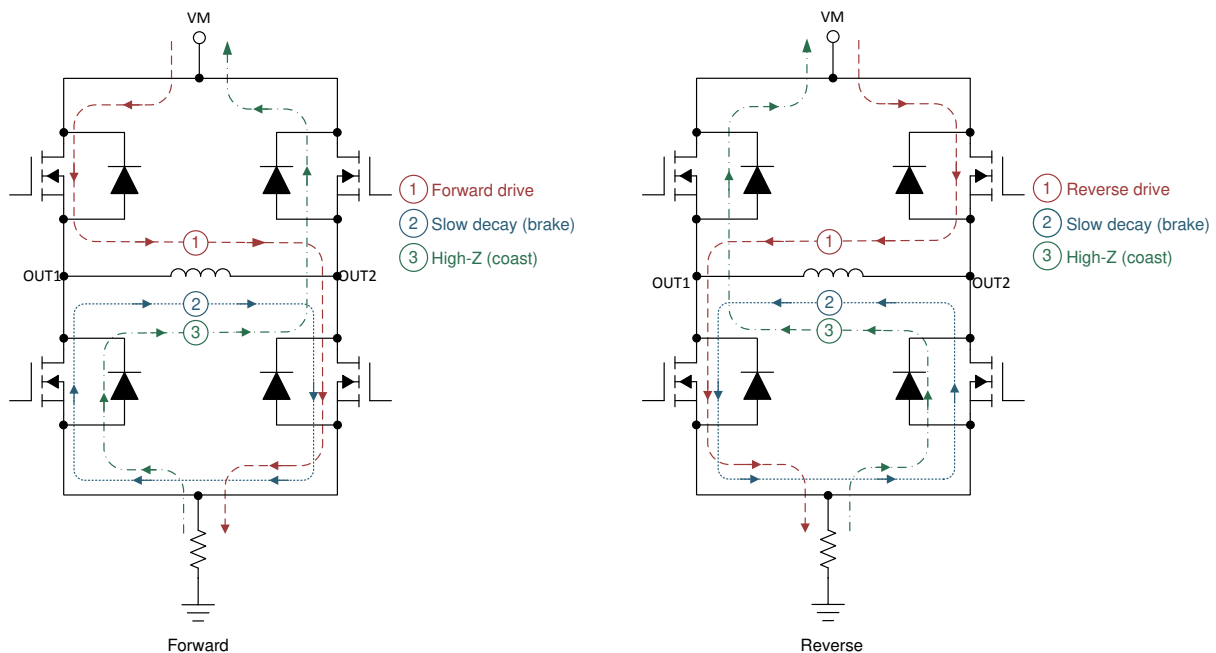 VM
1 Forward drive
2 Slow decay (brake)
3 High-Z (coast)
1
OUT1
OUT2
2
3
Forward
VM
1 Reverse drive
2 Slow decay (brake)
3 High-Z (coast)
1
OUT1
OUT2
2
3
Reverse